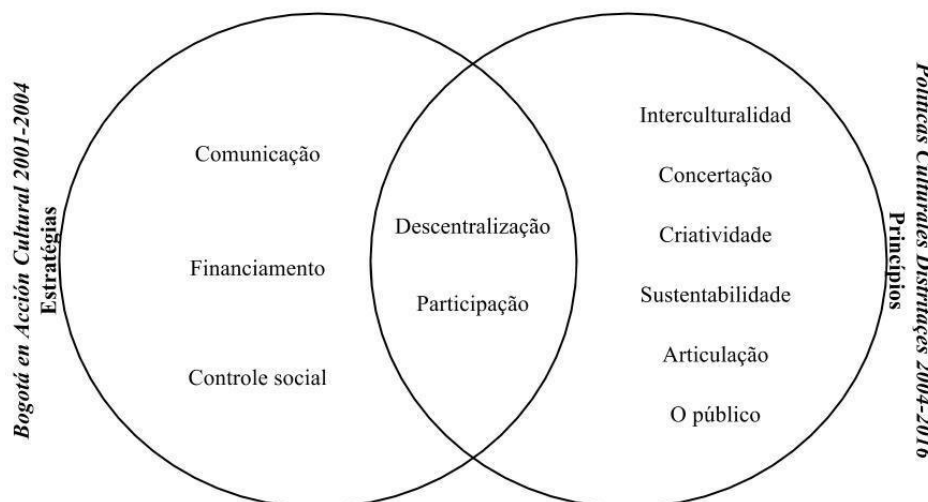 Bogotá en Acción Cultural 2001-2004
Estratégias
Comunicação
Financiamento
Controle social
Descentralização
Participação
Interculturalidad
Concertação
Criatividade
Sustentabilidade
Articulação
O público
Princípios
Políticas Culturales Distritaçes 2004-2016